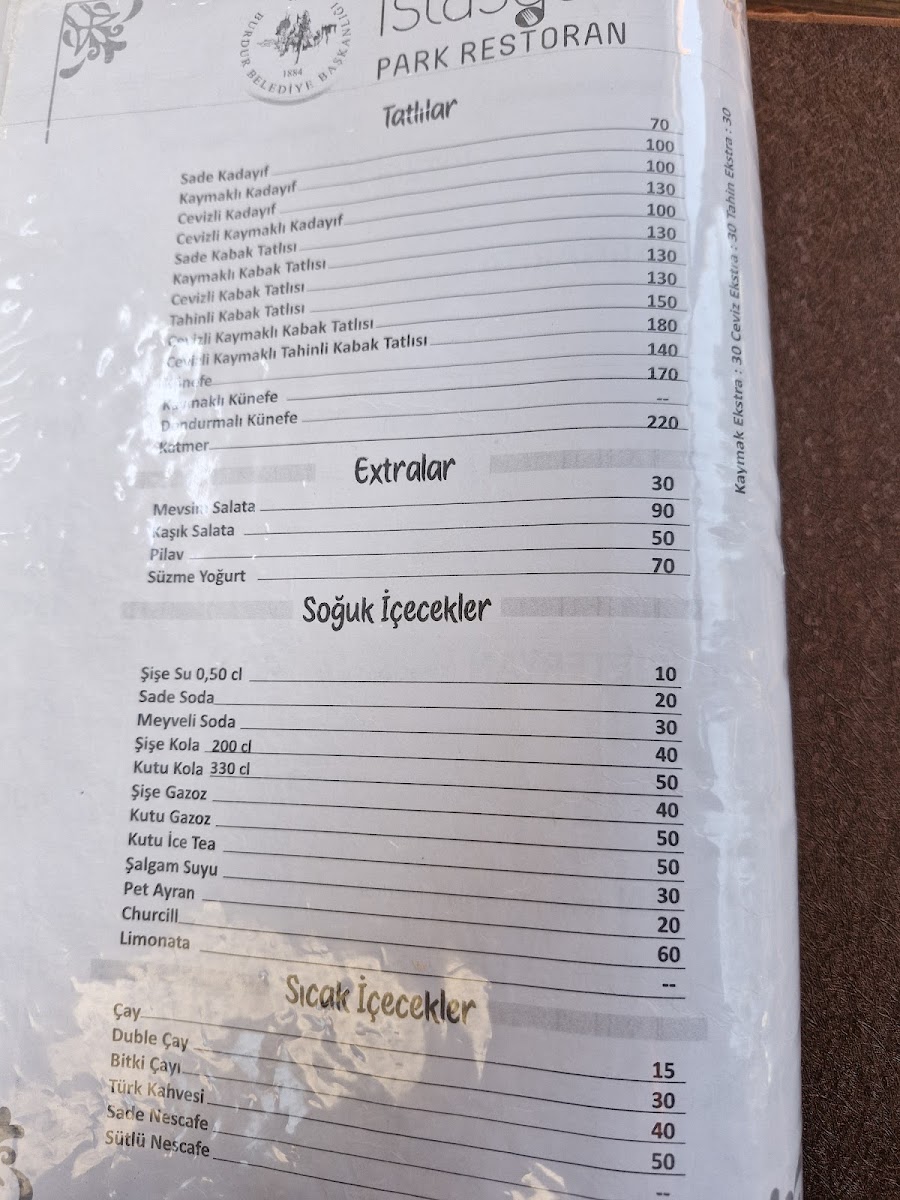 BURDUR BELEDİYE BAŞKANLIĞI
1884
PARK RESTORAN
Tatlılar
Sade Kadayıf 70
Kaymaklı Kadayıf 100
Cevizli Kadayıf 100
Cevizli Kaymaklı Kadayıf 130
Sade Kabak Tatlısı 100
Kaymaklı Kabak Tatlısı 130
Cevizli Kabak Tatlısı 130
Tahinli Kabak Tatlısı 130
Cevizli Kaymaklı Kabak Tatlısı 150
Cevizli Kaymaklı Tahinli Kabak Tatlısı 180
Künefe 140
Kaymaklı Künefe 170
Dondurmalı Künefe --
Katmer 220
Kaymak Ekstra : 30 Ceviz Ekstra : 30 Tahin Ekstra : 30
Extralar
Mevsim Salata 30
Kaşık Salata 90
Pilav 50
Süzme Yoğurt 70
Soğuk İçecekler
Şişe Su 0,50 cl 10
Sade Soda 20
Meyveli Soda 30
Şişe Kola 200 cl 40
Kutu Kola 330 cl 50
Şişe Gazoz 40
Kutu Gazoz 50
Kutu İce Tea 50
Şalgam Suyu 30
Pet Ayran 20
Churcill 60
Limonata --
Sıcak İçecekler
Çay 15
Duble Çay 30
Bitki Çayı 40
Türk Kahvesi 50
Sade Nescafe --
Sütlü Nescafe